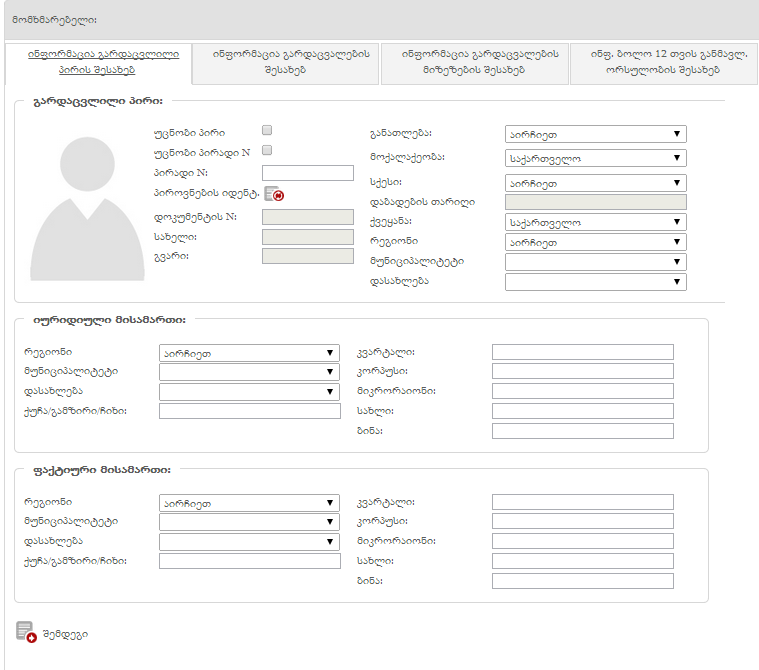 მომხმარებელი:
ინფორმაცია გარდაცვლილი
პირის შესახებ
ინფორმაცია გარდაცვალების
შესახებ
ინფორმაცია გარდაცვალების
მიზეზების შესახებ
ინფ. ბოლო 12 თვის განმავლ.
ორსულობის შესახებ
გარდაცვლილი პირი:
უცნობი პირი
უცნობი პირადი N
პირადი N:
პიროვნების იდენტ.
დოკუმენტის N:
სახელი:
გვარი:
განათლება: აირჩიეთ
მოქალაქეობა: საქართველო
სქესი: აირჩიეთ
დაბადების თარიღი
ქვეყანა: საქართველო
რეგიონი აირჩიეთ
მუნიციპალიტეტი
დასახლება
იურიდიული მისამართი:
რეგიონი აირჩიეთ
მუნიციპალიტეტი
დასახლება
ქუჩა/გამზირი/ჩიხი:
კვარტალი:
კორპუსი:
მიკრორაიონი:
სახლი:
ბინა:
ფაქტიური მისამართი:
რეგიონი აირჩიეთ
მუნიციპალიტეტი
დასახლება
ქუჩა/გამზირი/ჩიხი:
კვარტალი:
კორპუსი:
მიკრორაიონი:
სახლი:
ბინა:
შემდეგი